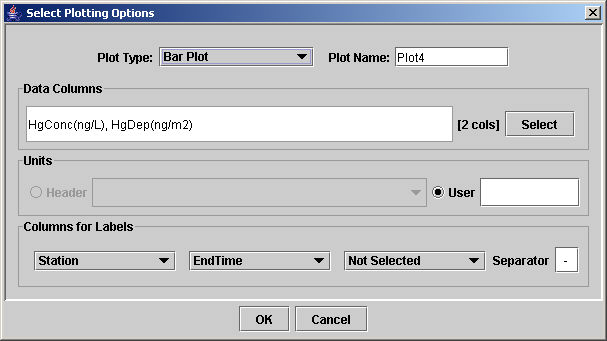 Select Plotting Options
Plot Type: Bar Plot Plot Name: Plot4
Data Columns
HgConc(ng/L), HgDep(ng/m2) [2 cols] Select
Units
Header User
Columns for Labels
Station EndTime Not Selected Separator -
OK Cancel